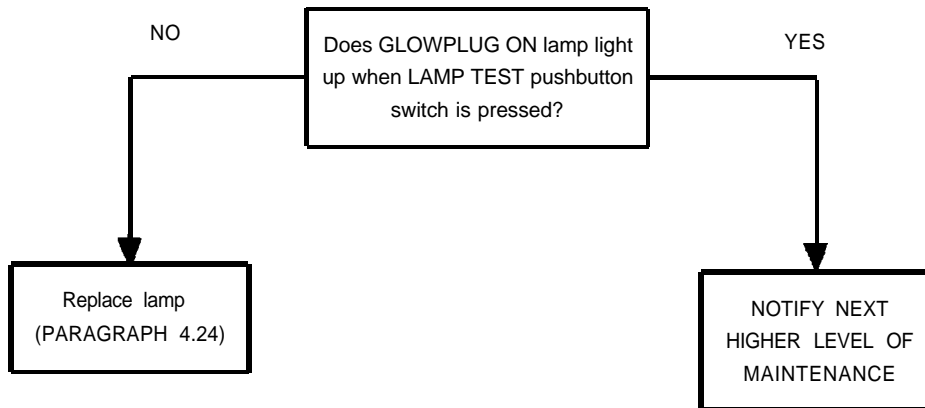 NO
Does GLOWPLUG ON lamp light
up when LAMP TEST pushbutton
switch is pressed?
YES
Replace lamp
(PARAGRAPH 4.24)
NOTIFY NEXT
HIGHER LEVEL OF
MAINTENANCE